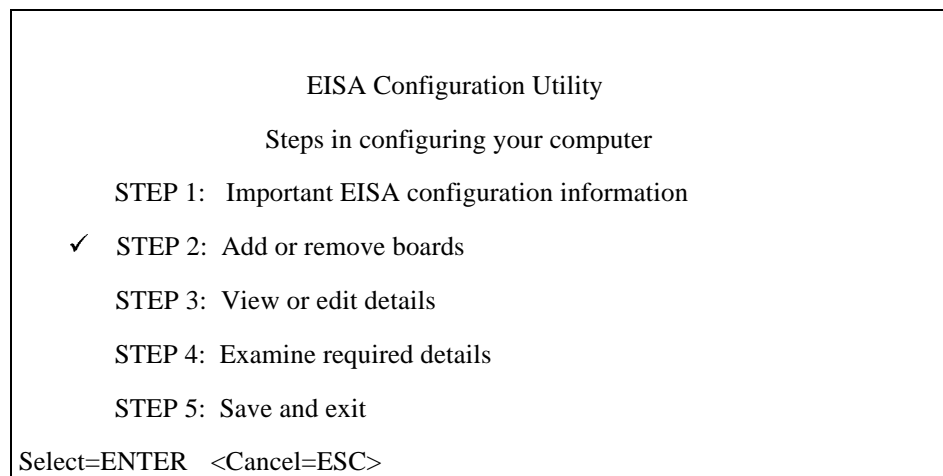 EISA Configuration Utility
Steps in configuring your computer
STEP 1: Important EISA configuration information
✓ STEP 2: Add or remove boards
STEP 3: View or edit details
STEP 4: Examine required details
STEP 5: Save and exit
Select=ENTER <Cancel=ESC>